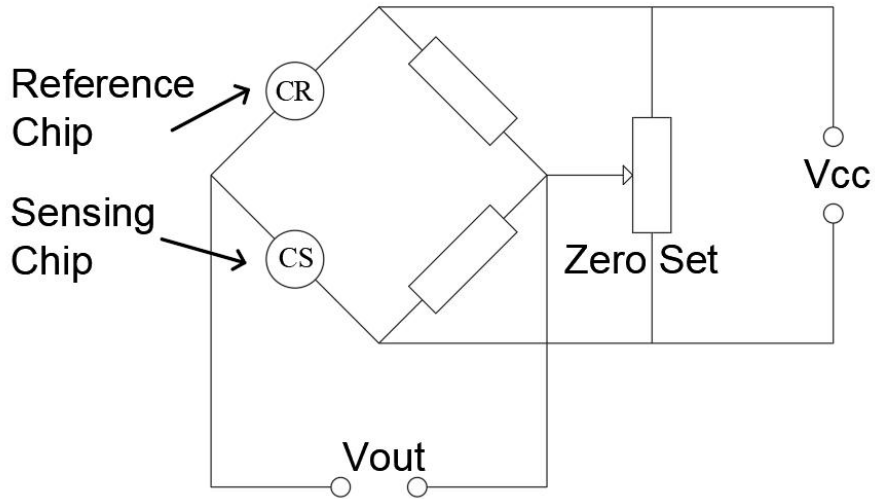 Reference
Chip
CR
Sensing
Chip
CS
Vcc
Zero Set
Vout